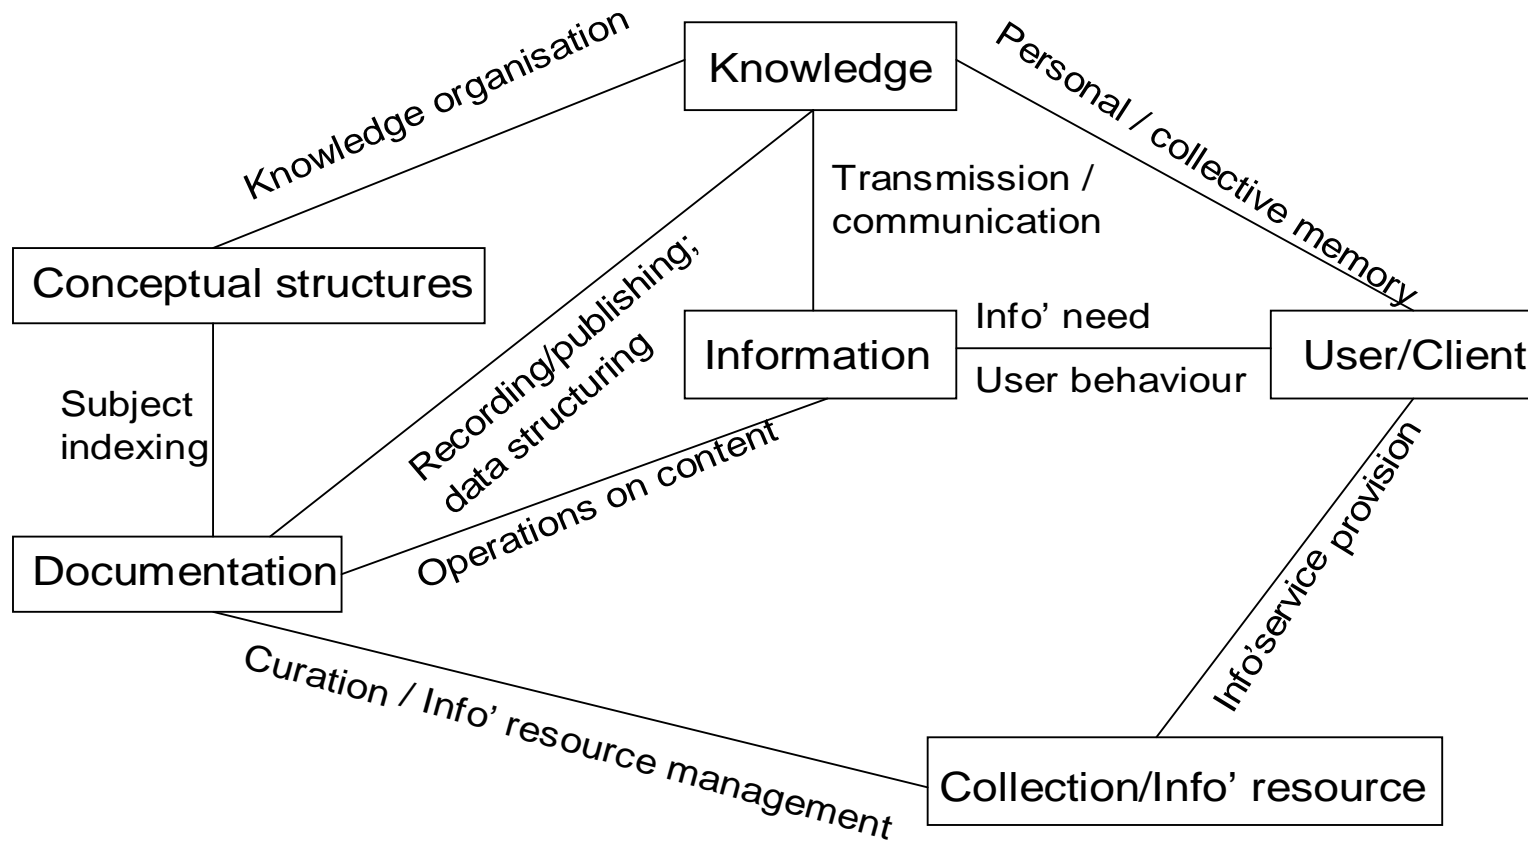 Knowledge organisation
Knowledge
Personal / collective memory
Transmission /
communication
Conceptual structures
Recording/publishing;
data structuring
Information
Info’ need
User behaviour
User/Client
Subject
indexing
Operations on content
Documentation
Info’service provision
Curation / Info’ resource management
Collection/Info’ resource